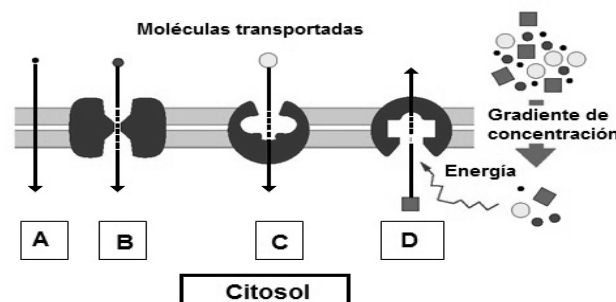 Moléculas transportadas
Gradiente de
concentración
Energía
A
B
C
D
Citosol